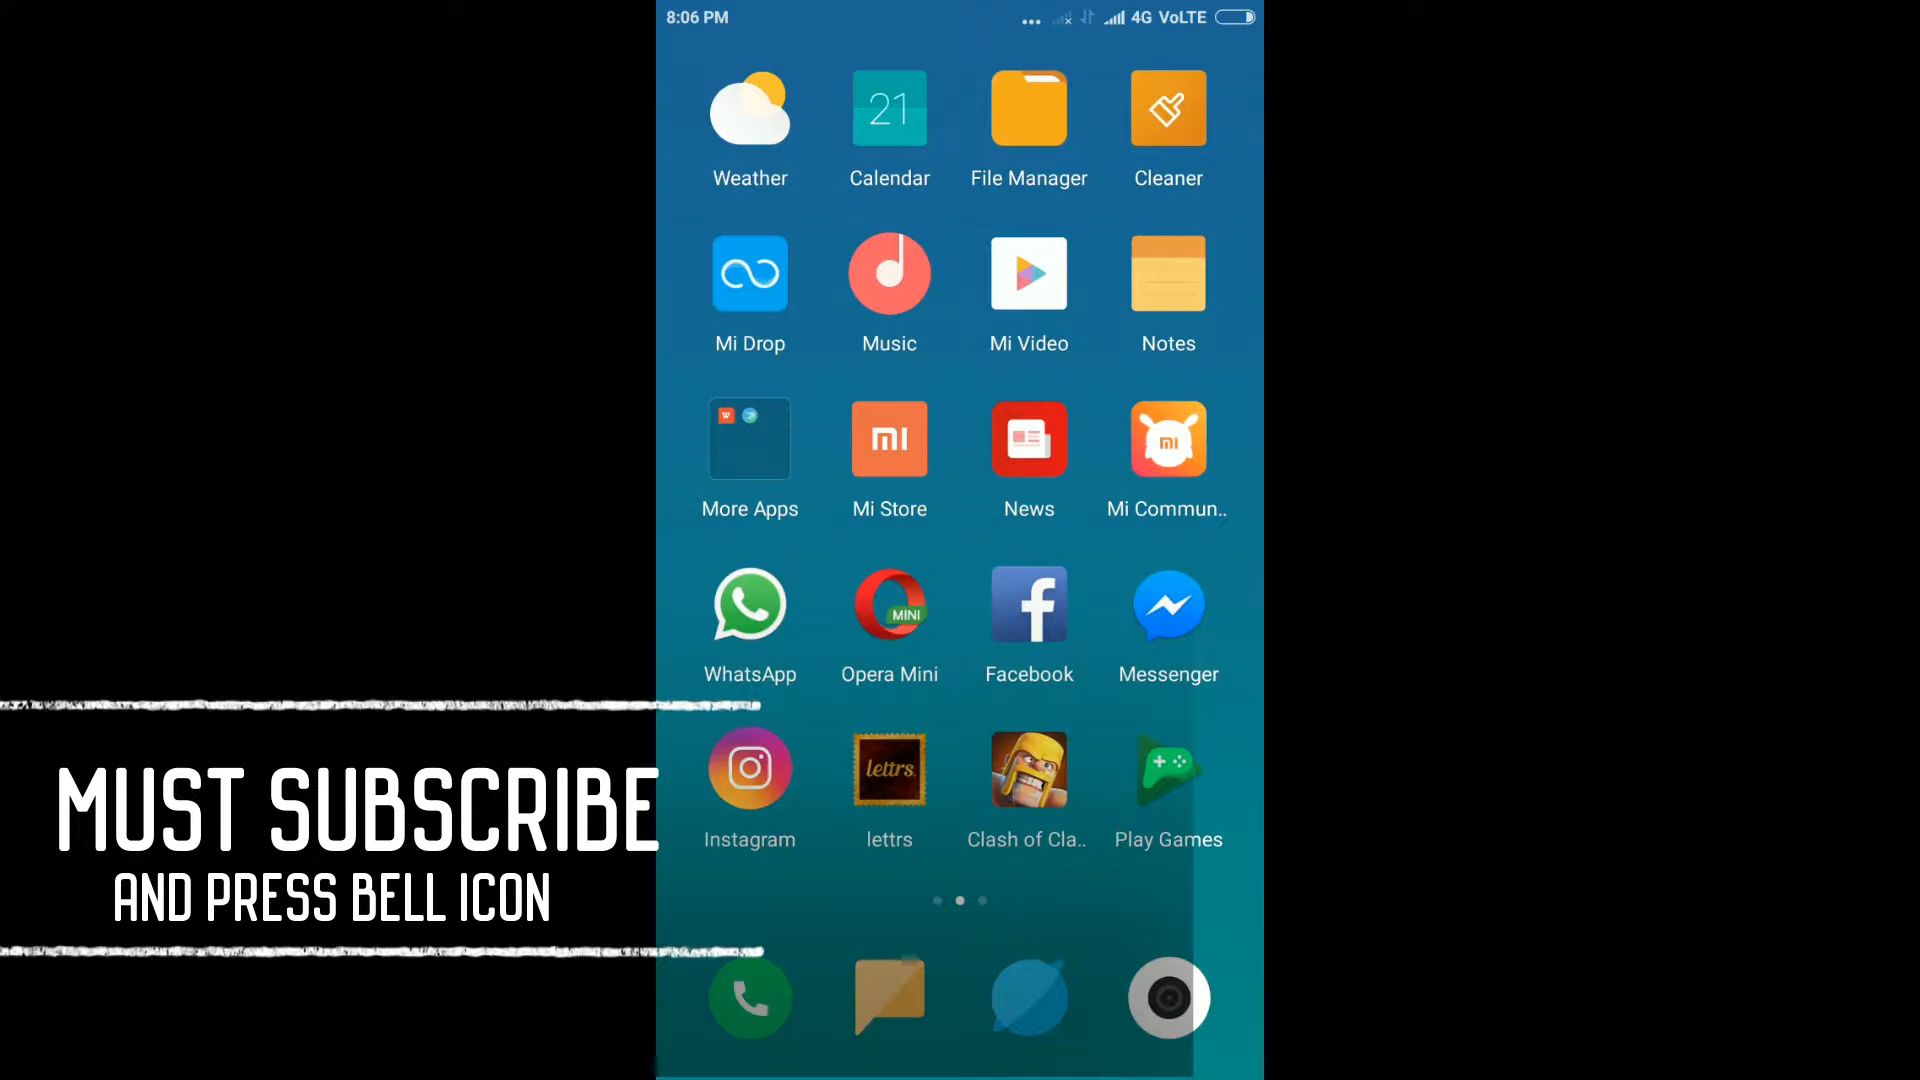 8:06 PM
4G VoLTE
21
Weather
Calendar
File Manager
Cleaner
Mi Drop
Music
Mi Video
Notes
W
mi
mi
More Apps
Mi Store
News
Mi Commun..
MINI
WhatsApp
Opera Mini
Facebook
Messenger
lettrs.
Instagram
lettrs
Clash of Cla..
Play Games
MUST SUBSCRIBE
AND PRESS BELL ICON